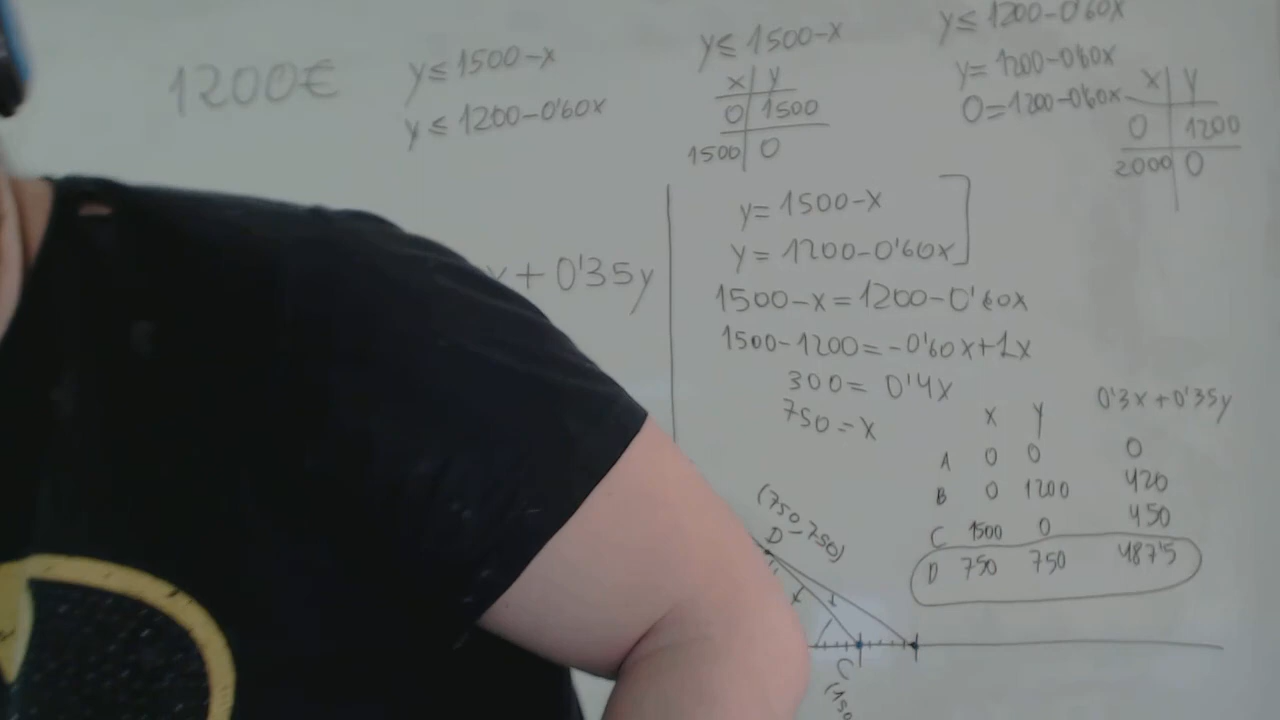 1200€
y ≤ 1500-x
y ≤ 1200-0'60x
y ≤ 1500-x
x | y
0 | 1500
1500 | 0
y ≤ 1200-0'60x
y = 1200-0'60x
0=1200-0'60x
x | y
0 | 1200
2000 | 0
+ 0'35y
y = 1500-x
y = 1200-0'60x
1500-x = 1200-0'60x
1500-1200 = -0'60x+1x
300 = 0'4x
750 = x
x y 0'3x + 0'35y
A 0 0 0
B 0 1200 420
C 1500 0 450
D 750 750 487'5
(750-750)
D
C